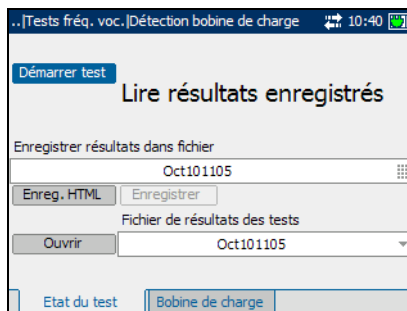 ..|Tests fréq. voc.|Détection bobine de charge 10:40
Démarrer test
Lire résultats enregistrés
Enregistrer résultats dans fichier
Oct101105
Enreg. HTML Enregistrer
Fichier de résultats des tests
Ouvrir Oct101105
Etat du test Bobine de charge